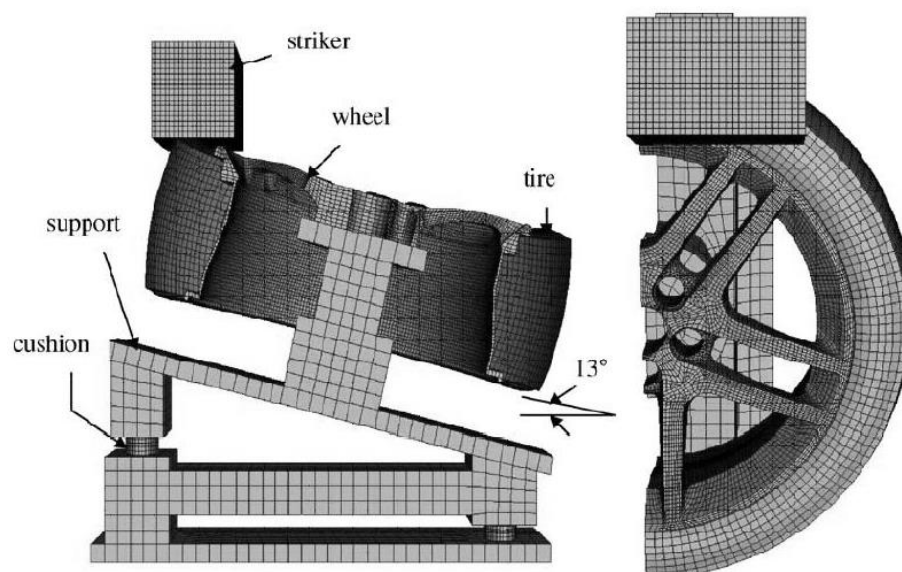 striker
wheel
tire
support
cushion
13°